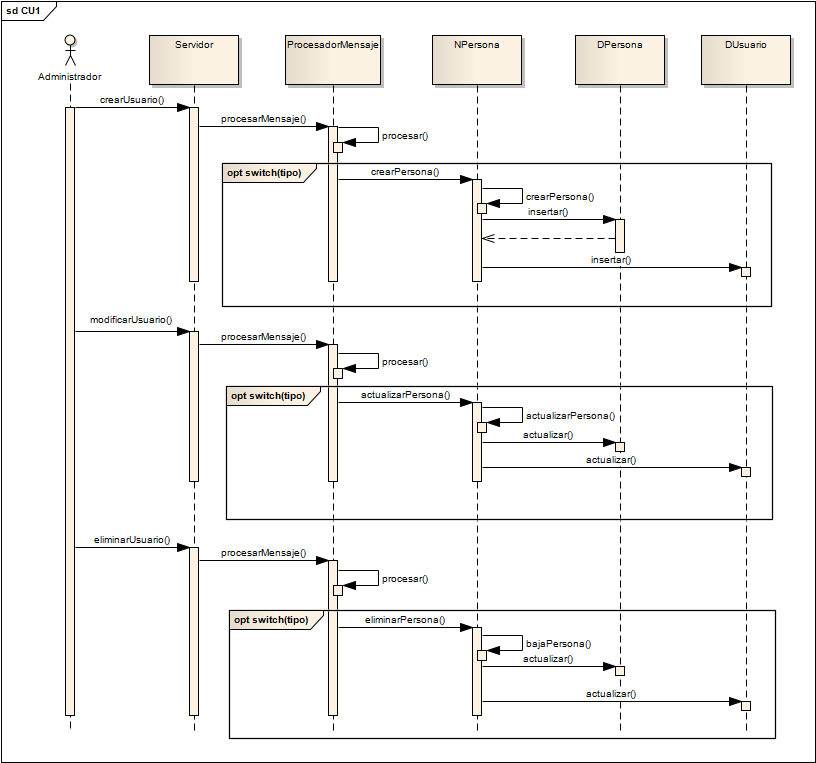 sd CU1
Administrador
Servidor
ProcesadorMensaje
NPersona
DPersona
DUsuario
crearUsuario()
procesarMensaje()
procesar()
opt switch(tipo)
crearPersona()
crearPersona()
insertar()
insertar()
modificarUsuario()
procesarMensaje()
procesar()
opt switch(tipo)
actualizarPersona()
actualizarPersona()
actualizar()
actualizar()
eliminarUsuario()
procesarMensaje()
procesar()
opt switch(tipo)
eliminarPersona()
bajaPersona()
actualizar()
actualizar()